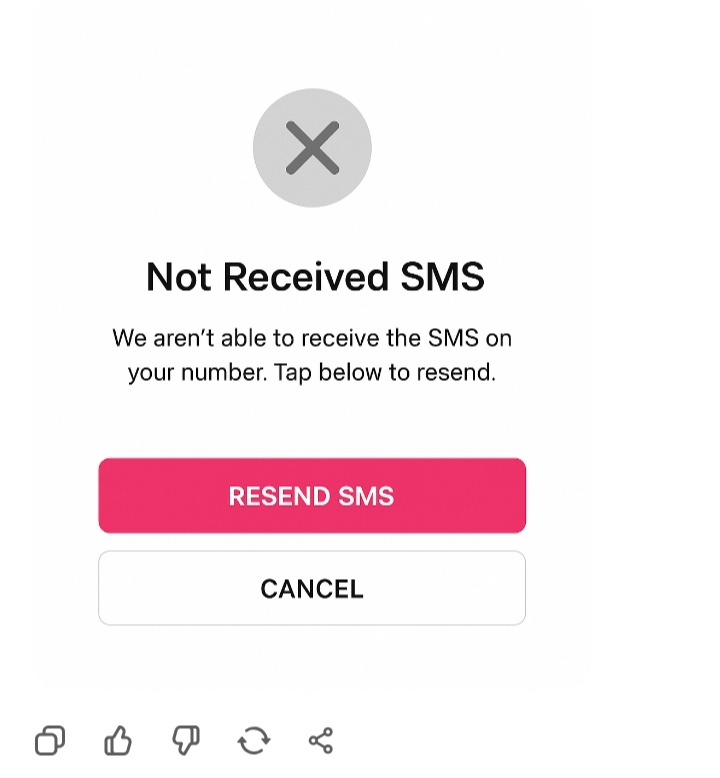 Not Received SMS
We aren’t able to receive the SMS on
your number. Tap below to resend.
RESEND SMS
CANCEL